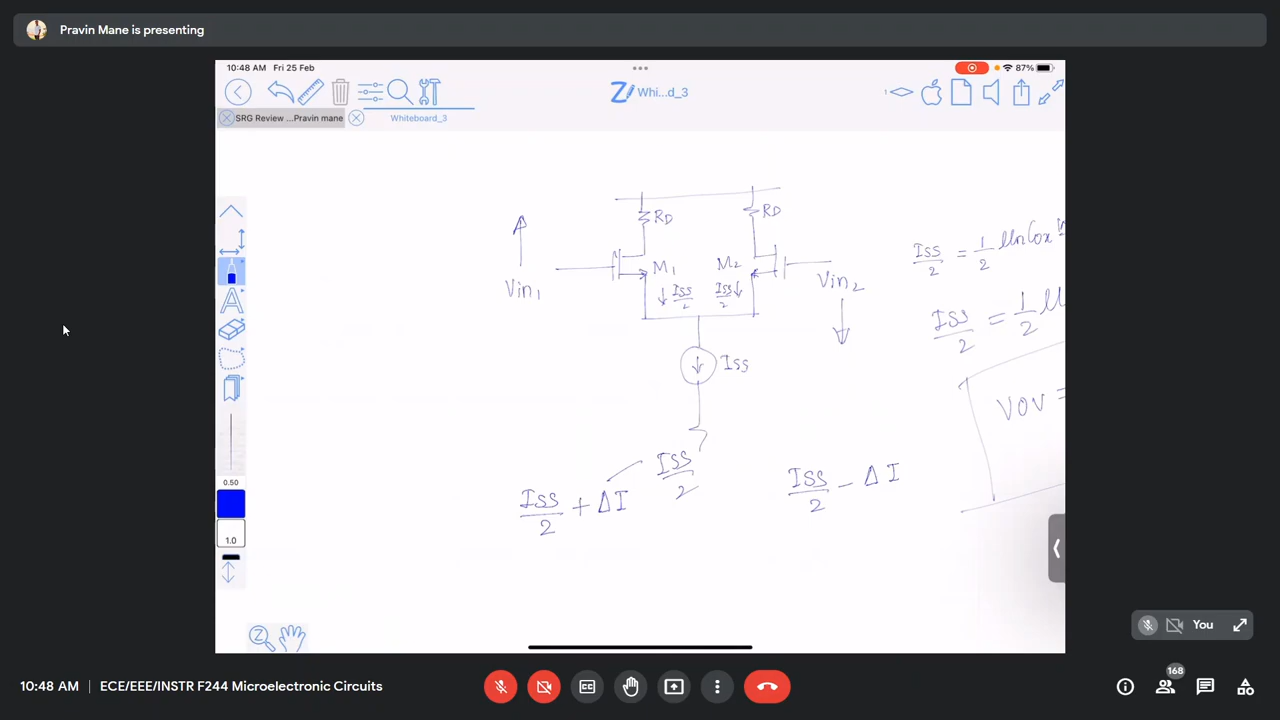 Pravin Mane is presenting
10:48 AM Fri 25 Feb
87%
Whi...d_3
1
SRG Review ...Pravin mane
Whiteboard_3
RD
RD
M1
M2
Vin1
Vin2
ISS/2
ISS/2
ISS
ISS/2 = 1/2 μnCox
ISS/2 = 1/2
VOV =
ISS/2
ISS/2 + ΔI
ISS/2 - ΔI
0.50
1.0
You
10:48 AM | ECE/EEE/INSTR F244 Microelectronic Circuits
168